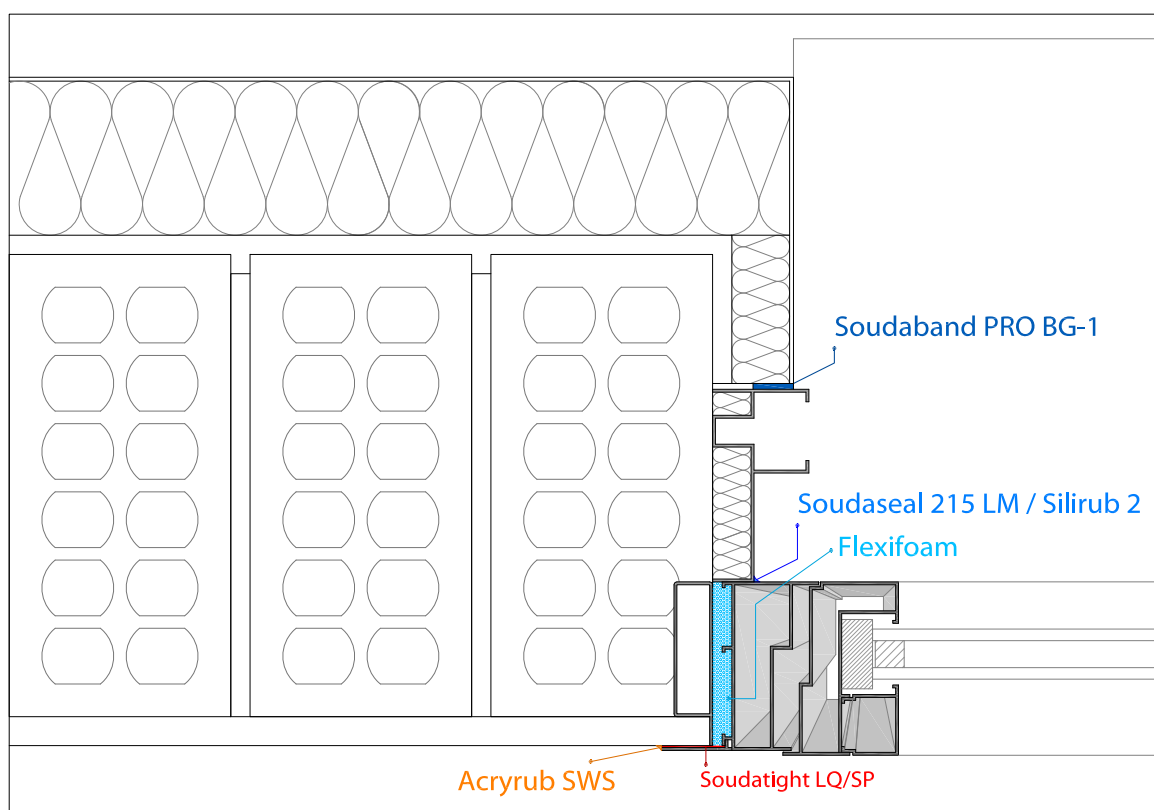 Soudaband PRO BG-1
Soudaseal 215 LM / Silirub 2
Flexifoam
Acryrub SWS
Soudatight LQ/SP